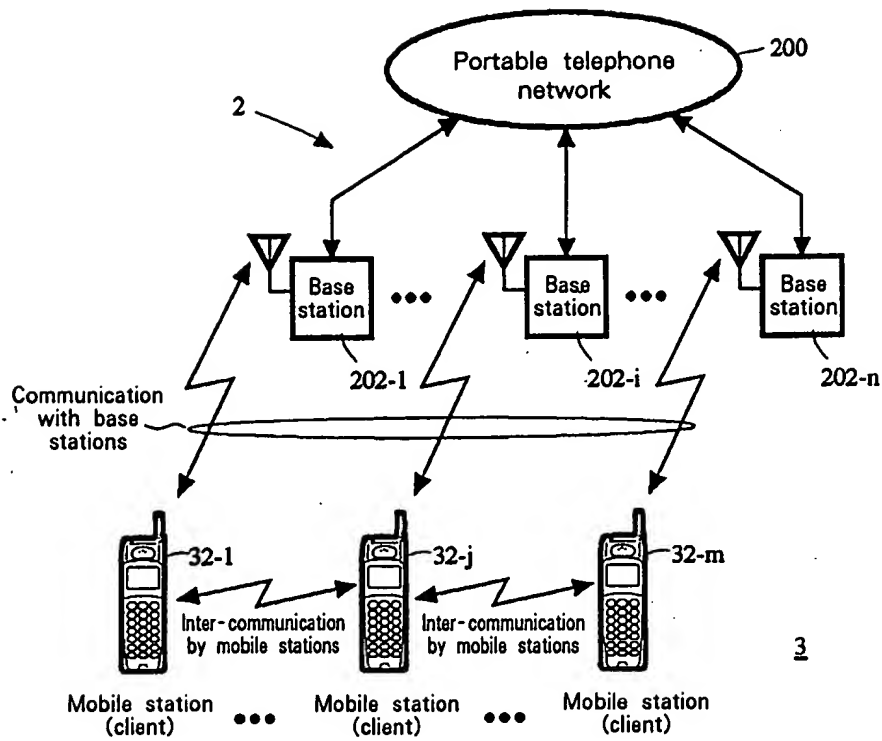 Portable telephone
network
200
2
Base
station
Base
station
Base
station
202-1
202-i
202-n
Communication
with base
stations
32-1
32-j
32-m
Inter-communication
by mobile stations
Inter-communication
by mobile stations
3
Mobile station
(client)
Mobile station
(client)
Mobile station
(client)